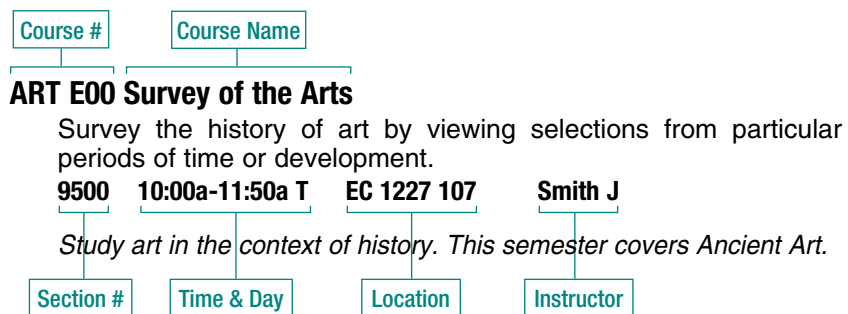 Course # Course Name
ART E00 Survey of the Arts
Survey the history of art by viewing selections from particular
periods of time or development.
9500 10:00a-11:50a T EC 1227 107 Smith J
Study art in the context of history. This semester covers Ancient Art.
Section # Time & Day Location Instructor